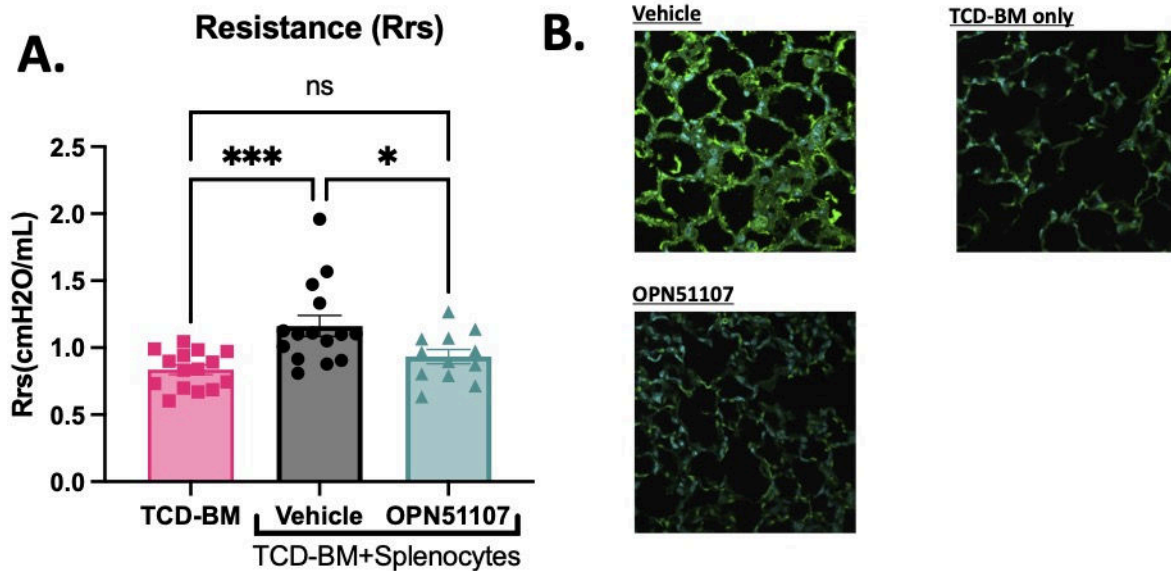 A.
Resistance (Rrs)
ns
***
*
Rrs(cmH2O/mL)
2.5
2.0
1.5
1.0
0.5
0.0
TCD-BM
Vehicle
OPN51107
TCD-BM+Splenocytes
B.
Vehicle
TCD-BM only
OPN51107